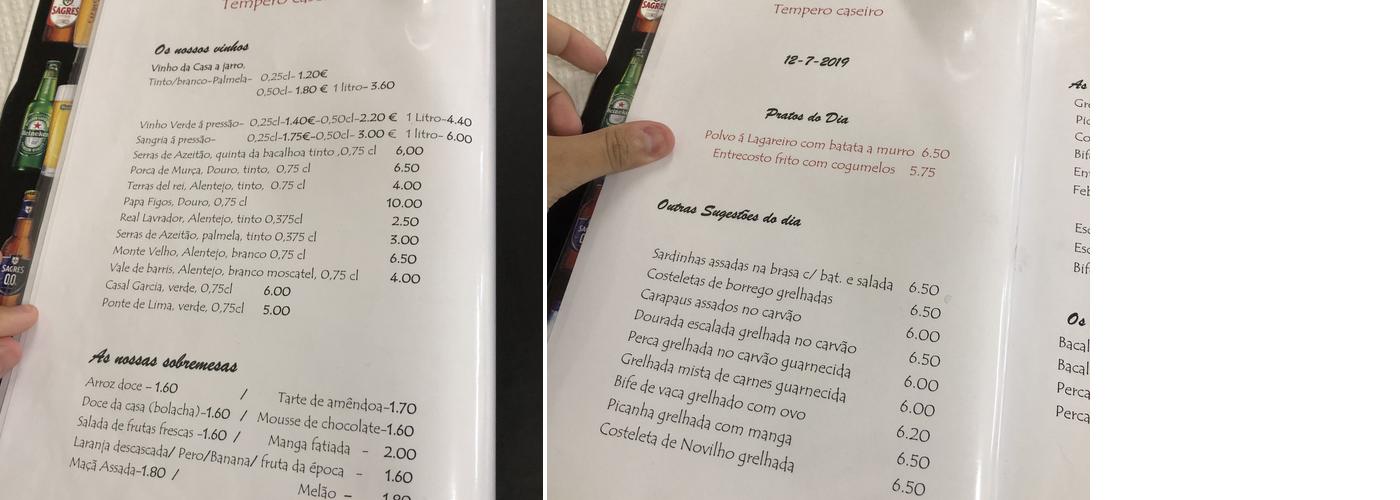 SAGRES
Heineken
SAGRES
0.0
Tempero
Os nossos vinhos
Vinho da Casa a jarro,
Tinto/branco-Palmela- 0,25cl- 1.20€
0,50cl- 1.80 € 1 litro- 3.60
Vinho Verde á pressão- 0,25cl-1.40€-0,50cl-2.20 € 1 Litro-4.40
Sangria á pressão- 0,25cl-1.75€-0,50cl- 3.00 € 1 litro- 6.00
Serras de Azeitão, quinta da bacalhoa tinto ,0,75 cl 6,00
Porca de Murça, Douro, tinto, 0,75 cl 6.50
Terras del rei, Alentejo, tinto, 0.75 cl 4.00
Papa Figos, Douro, 0,75 cl 10.00
Real Lavrador, Alentejo, tinto 0,375cl 2.50
Serras de Azeitão, palmela, tinto 0,375 cl 3.00
Monte Velho, Alentejo, branco 0,75 cl 6.50
Vale de barris, Alentejo, branco moscatel, 0,75 cl 4.00
Casal Garcia, verde, 0,75cl 6.00
Ponte de Lima, verde, 0,75cl 5.00
As nossas sobremesas
Arroz doce - 1.60 / Tarte de amêndoa-1.70
Doce da casa (bolacha)-1.60 / Mousse de chocolate-1.60
Salada de frutas frescas -1.60 / Manga fatiada - 2.00
Laranja descascada/ Pero/Banana/ fruta da época - 1.60
Maçã Assada-1.80 / Melão - 1.80
Tempero caseiro
12-7-2019
Pratos do Dia
Polvo á Lagareiro com batata a murro 6.50
Entrecosto frito com cogumelos 5.75
Outras Sugestões do dia
Sardinhas assadas na brasa c/ bat. e salada 6.50
Costeletas de borrego grelhadas 6.50
Carapaus assados no carvão 6.00
Dourada escalada grelhada no carvão 6.50
Perca grelhada no carvão guarnecida 6.00
Grelhada mista de carnes guarnecida 6.00
Bife de vaca grelhado com ovo 6.20
Picanha grelhada com manga 6.50
Costeleta de Novilho grelhada 6.50
As
Os
Bacal
Bacal
Perca
Perca